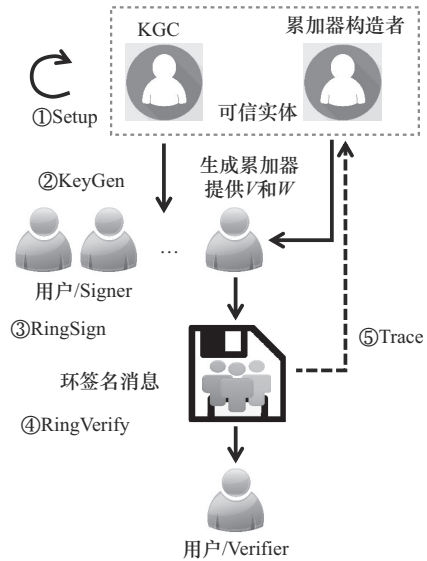 KGC
累加器构造者
可信实体
①Setup
②KeyGen
生成累加器
提供V和W
…
用户/Signer
③RingSign
⑤Trace
环签名消息
④RingVerify
用户/Verifier